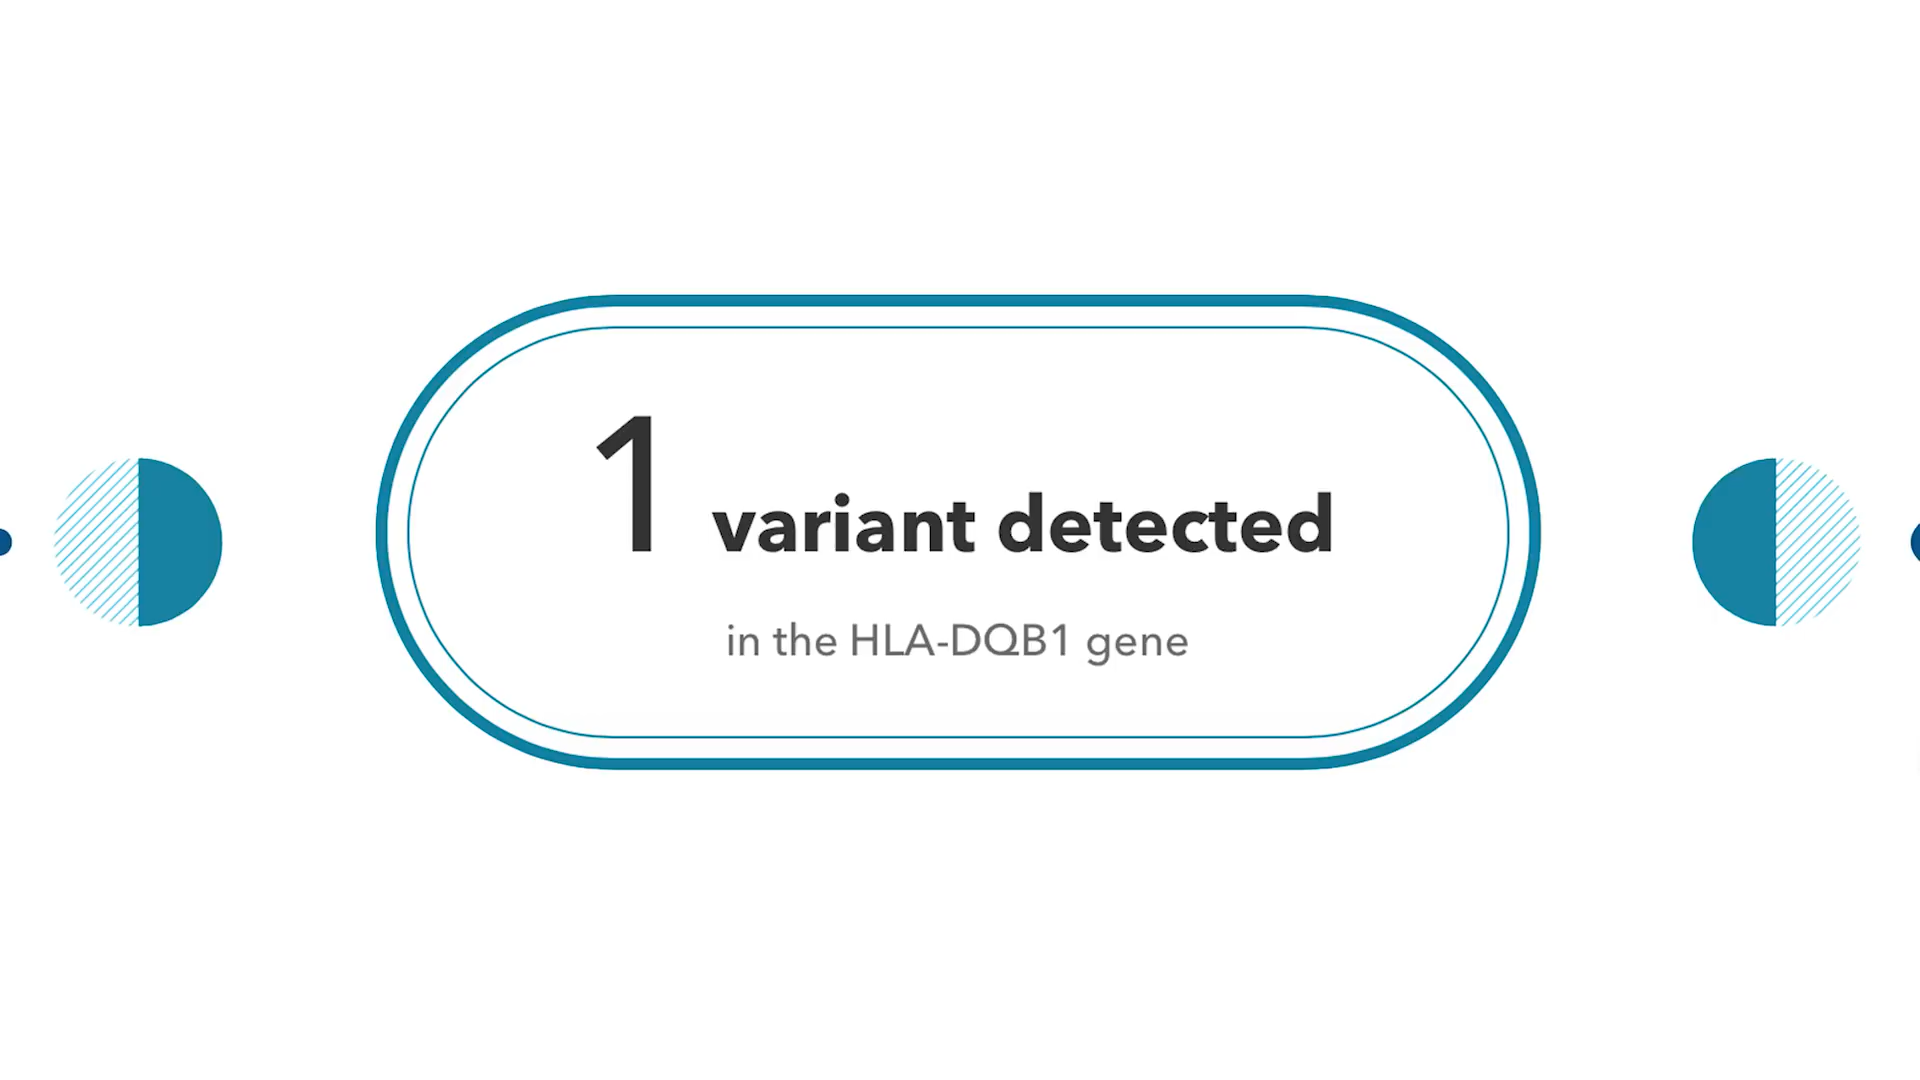 1 variant detected
in the HLA-DQB1 gene